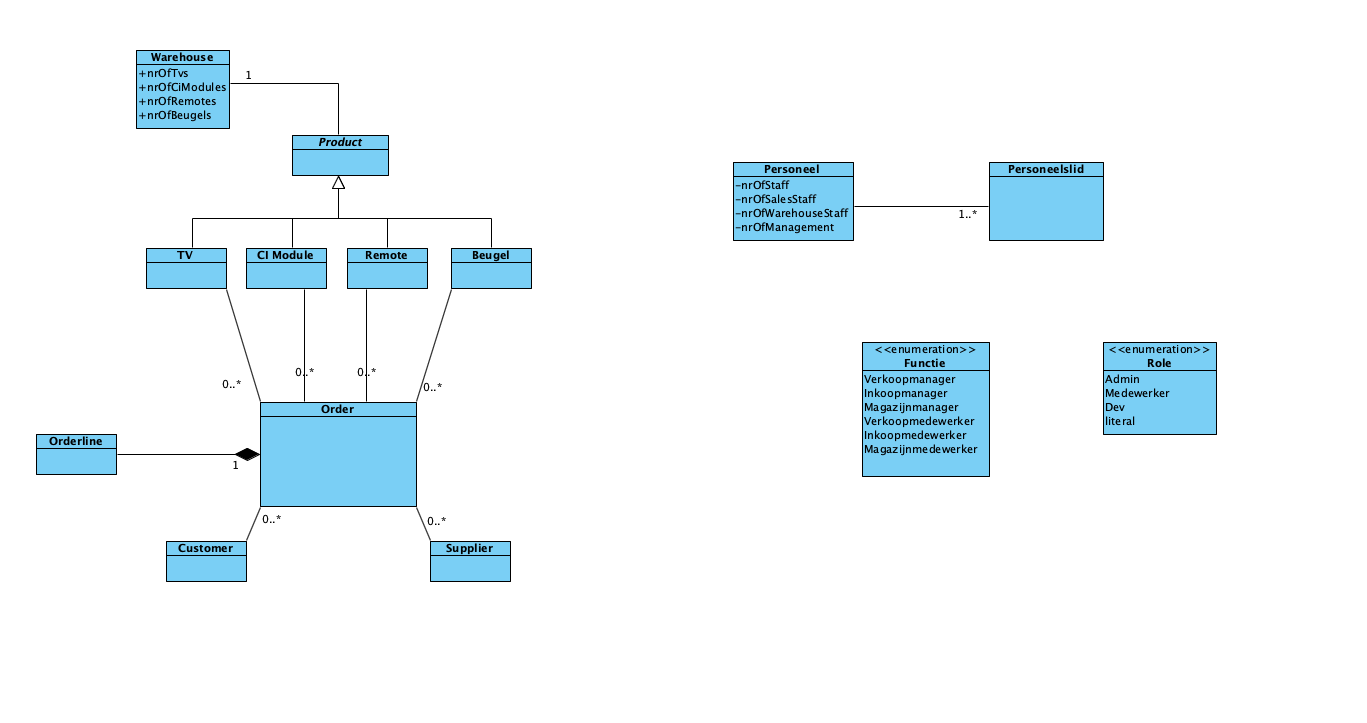 Warehouse
+nrOfTvs
+nrOfCiModules
+nrOfRemotes
+nrOfBeugels
1
Product
TV
CI Module
Remote
Beugel
0..*
0..*
0..*
0..*
Order
Orderline
1
0..*
0..*
Customer
Supplier
Personeel
-nrOfStaff
-nrOfSalesStaff
-nrOfWarehouseStaff
-nrOfManagement
1..*
Personeelslid
<<enumeration>>
Functie
Verkoopmanager
Inkoopmanager
Magazijnmanager
Verkoopmedewerker
Inkoopmedewerker
Magazijnmedewerker
<<enumeration>>
Role
Admin
Medewerker
Dev
literal